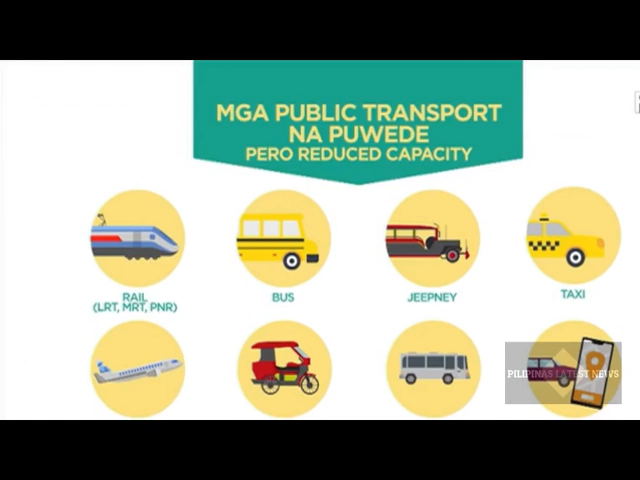 MGA PUBLIC TRANSPORT
NA PUWEDE
PERO REDUCED CAPACITY
RAIL
(LRT, MRT, PNR)
BUS
JEEPNEY
TAXI
PILIPINAS LATEST NEWS